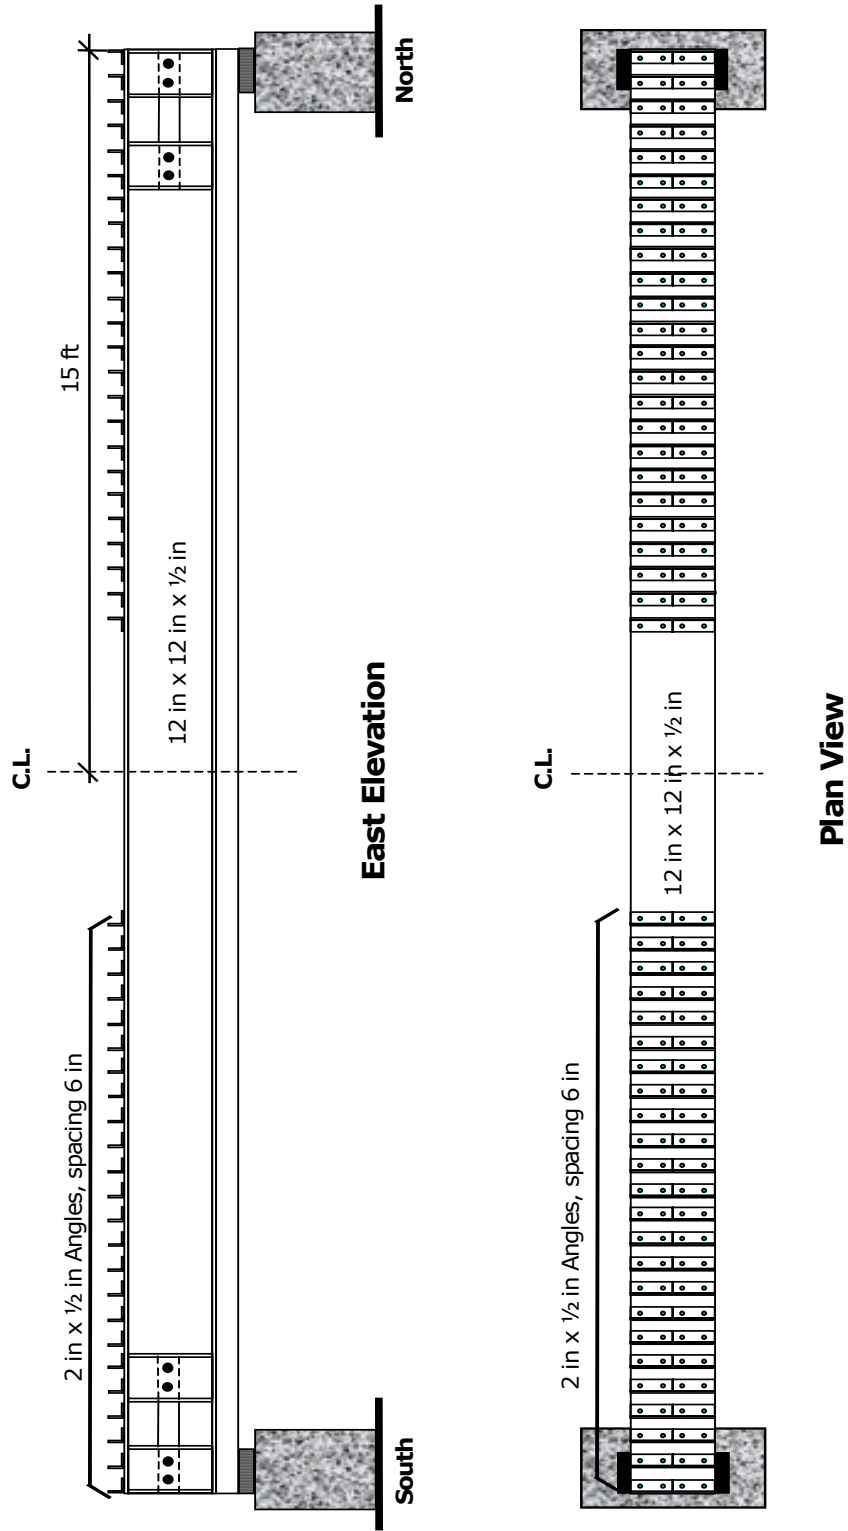 2 in x ½ in Angles, spacing 6 in
C.L.
15 ft
12 in x 12 in x ½ in
South
East Elevation
North
2 in x ½ in Angles, spacing 6 in
C.L.
12 in x 12 in x ½ in
Plan View